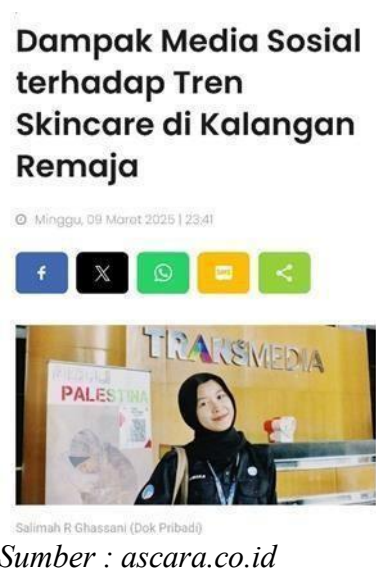 Dampak Media Sosial
terhadap Tren
Skincare di Kalangan
Remaja
Minggu, 09 Maret 2025 | 23:41
TRANSMEDIA
PALESTINA
Salimah R Ghassani (Dok Pribadi)
Sumber : ascara.co.id